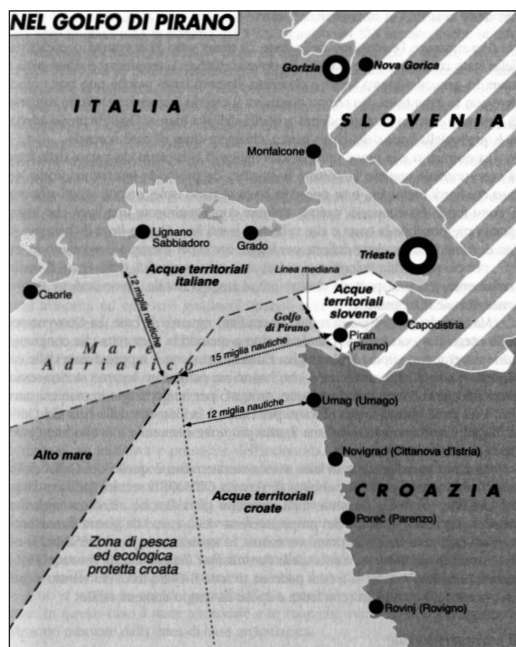 NEL GOLFO DI PIRANO
Gorizia
Nova Gorica
ITALIA
SLOVENIA
Monfalcone
Lignano
Sabbiadoro
Grado
Trieste
Acque territoriali
italiane
Linea mediana
Acque
territoriali
slovene
Caorle
12 miglia nautiche
Golfo
di Pirano
Capodistria
Piran
(Pirano)
Mare
Adriatico
15 miglia nautiche
12 miglia nautiche
Umag (Umago)
Alto mare
Novigrad (Cittanova d'Istria)
Acque territoriali
croate
CROAZIA
Poreč (Parenzo)
Zona di pesca
ed ecologica
protetta croata
Rovinj (Rovigno)